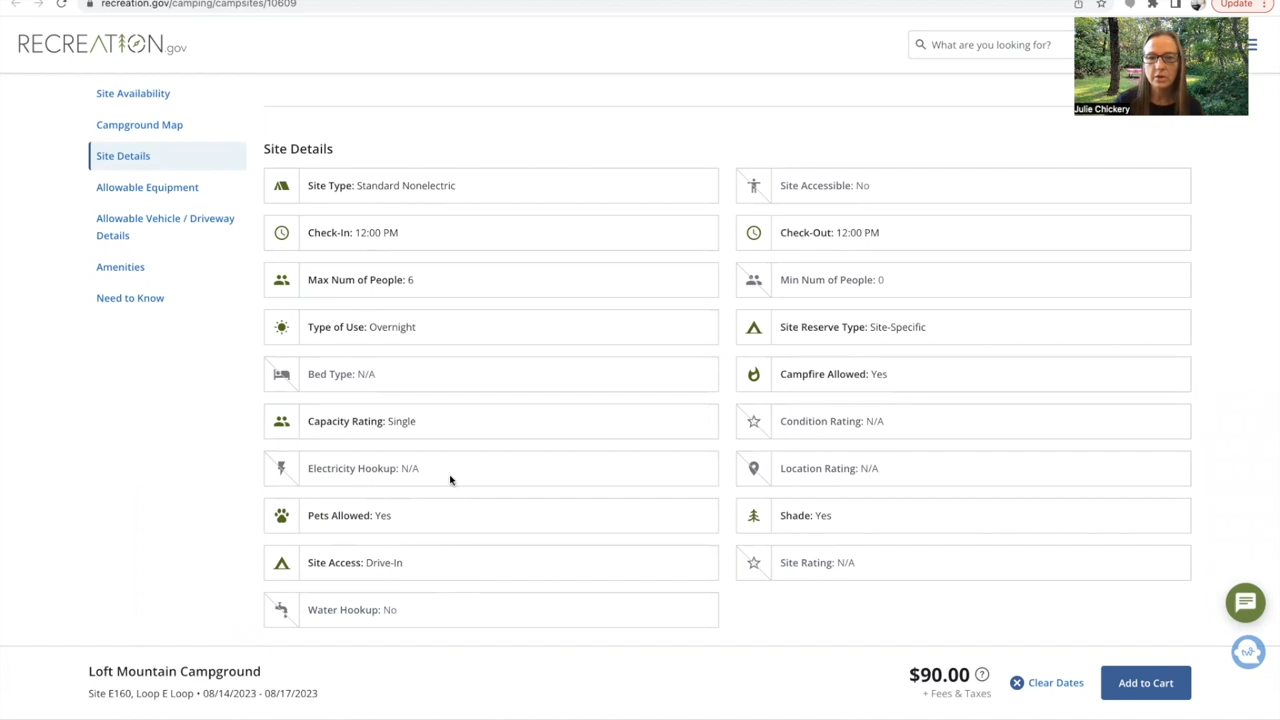 recreation.gov/camping/campsites/10609
Update
RECREATION.gov
What are you looking for?
Julie Chickery
Site Availability
Campground Map
Site Details
Allowable Equipment
Allowable Vehicle / Driveway
Details
Amenities
Need to Know
Site Details
Site Type: Standard Nonelectric
Site Accessible: No
Check-In: 12:00 PM
Check-Out: 12:00 PM
Max Num of People: 6
Min Num of People: 0
Type of Use: Overnight
Site Reserve Type: Site-Specific
Bed Type: N/A
Campfire Allowed: Yes
Capacity Rating: Single
Condition Rating: N/A
Electricity Hookup: N/A
Location Rating: N/A
Pets Allowed: Yes
Shade: Yes
Site Access: Drive-In
Site Rating: N/A
Water Hookup: No
Loft Mountain Campground
Site E160, Loop E Loop • 08/14/2023 - 08/17/2023
$90.00
+ Fees & Taxes
Clear Dates
Add to Cart
tw